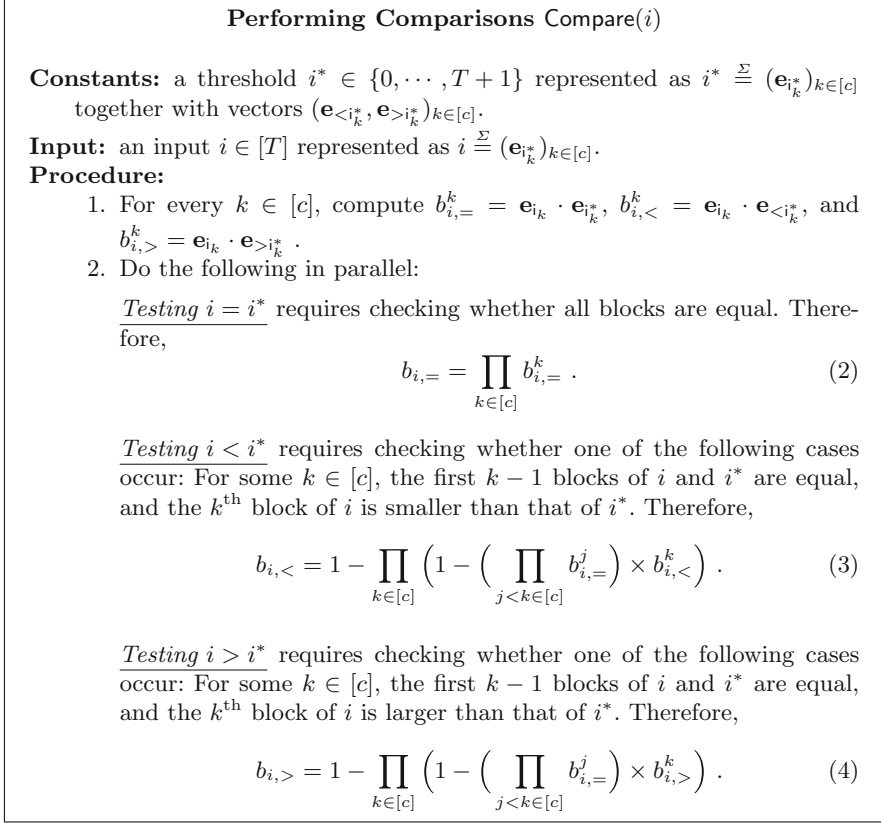 Performing Comparisons Compare(i)
Constants: a threshold i* ∈ {0, ⋯ , T + 1} represented as i* =^Σ (e_{i*_k})_{k∈[c]}
together with vectors (e_{<i*_k}, e_{>i*_k})_{k∈[c]}.
Input: an input i ∈ [T] represented as i =^Σ (e_{i*_k})_{k∈[c]}.
Procedure:
1. For every k ∈ [c], compute b^k_{i,=} = e_{i_k} · e_{i*_k}, b^k_{i,<} = e_{i_k} · e_{<i*_k}, and
b^k_{i,>} = e_{i_k} · e_{>i*_k} .
2. Do the following in parallel:
Testing i = i* requires checking whether all blocks are equal. There-
fore,
b_{i,=} = ∏_{k∈[c]} b^k_{i,=} . (2)
Testing i < i* requires checking whether one of the following cases
occur: For some k ∈ [c], the first k − 1 blocks of i and i* are equal,
and the k^th block of i is smaller than that of i*. Therefore,
b_{i,<} = 1 − ∏_{k∈[c]} (1 − (∏_{j<k∈[c]} b^j_{i,=}) × b^k_{i,<}) . (3)
Testing i > i* requires checking whether one of the following cases
occur: For some k ∈ [c], the first k − 1 blocks of i and i* are equal,
and the k^th block of i is larger than that of i*. Therefore,
b_{i,>} = 1 − ∏_{k∈[c]} (1 − (∏_{j<k∈[c]} b^j_{i,=}) × b^k_{i,>}) . (4)